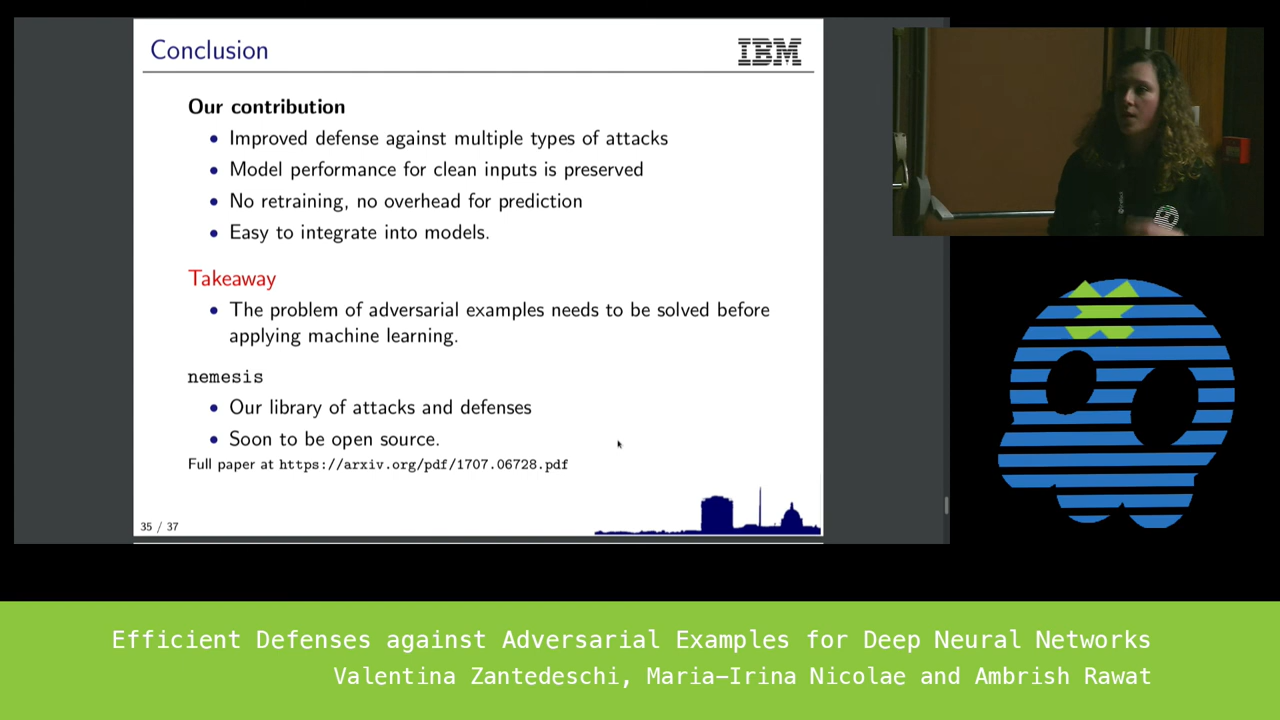 Conclusion
IBM
Our contribution
• Improved defense against multiple types of attacks
• Model performance for clean inputs is preserved
• No retraining, no overhead for prediction
• Easy to integrate into models.
Takeaway
• The problem of adversarial examples needs to be solved before
applying machine learning.
nemesis
• Our library of attacks and defenses
• Soon to be open source.
Full paper at https://arxiv.org/pdf/1707.06728.pdf
35 / 37
Efficient Defenses against Adversarial Examples for Deep Neural Networks
Valentina Zantedeschi, Maria-Irina Nicolae and Ambrish Rawat